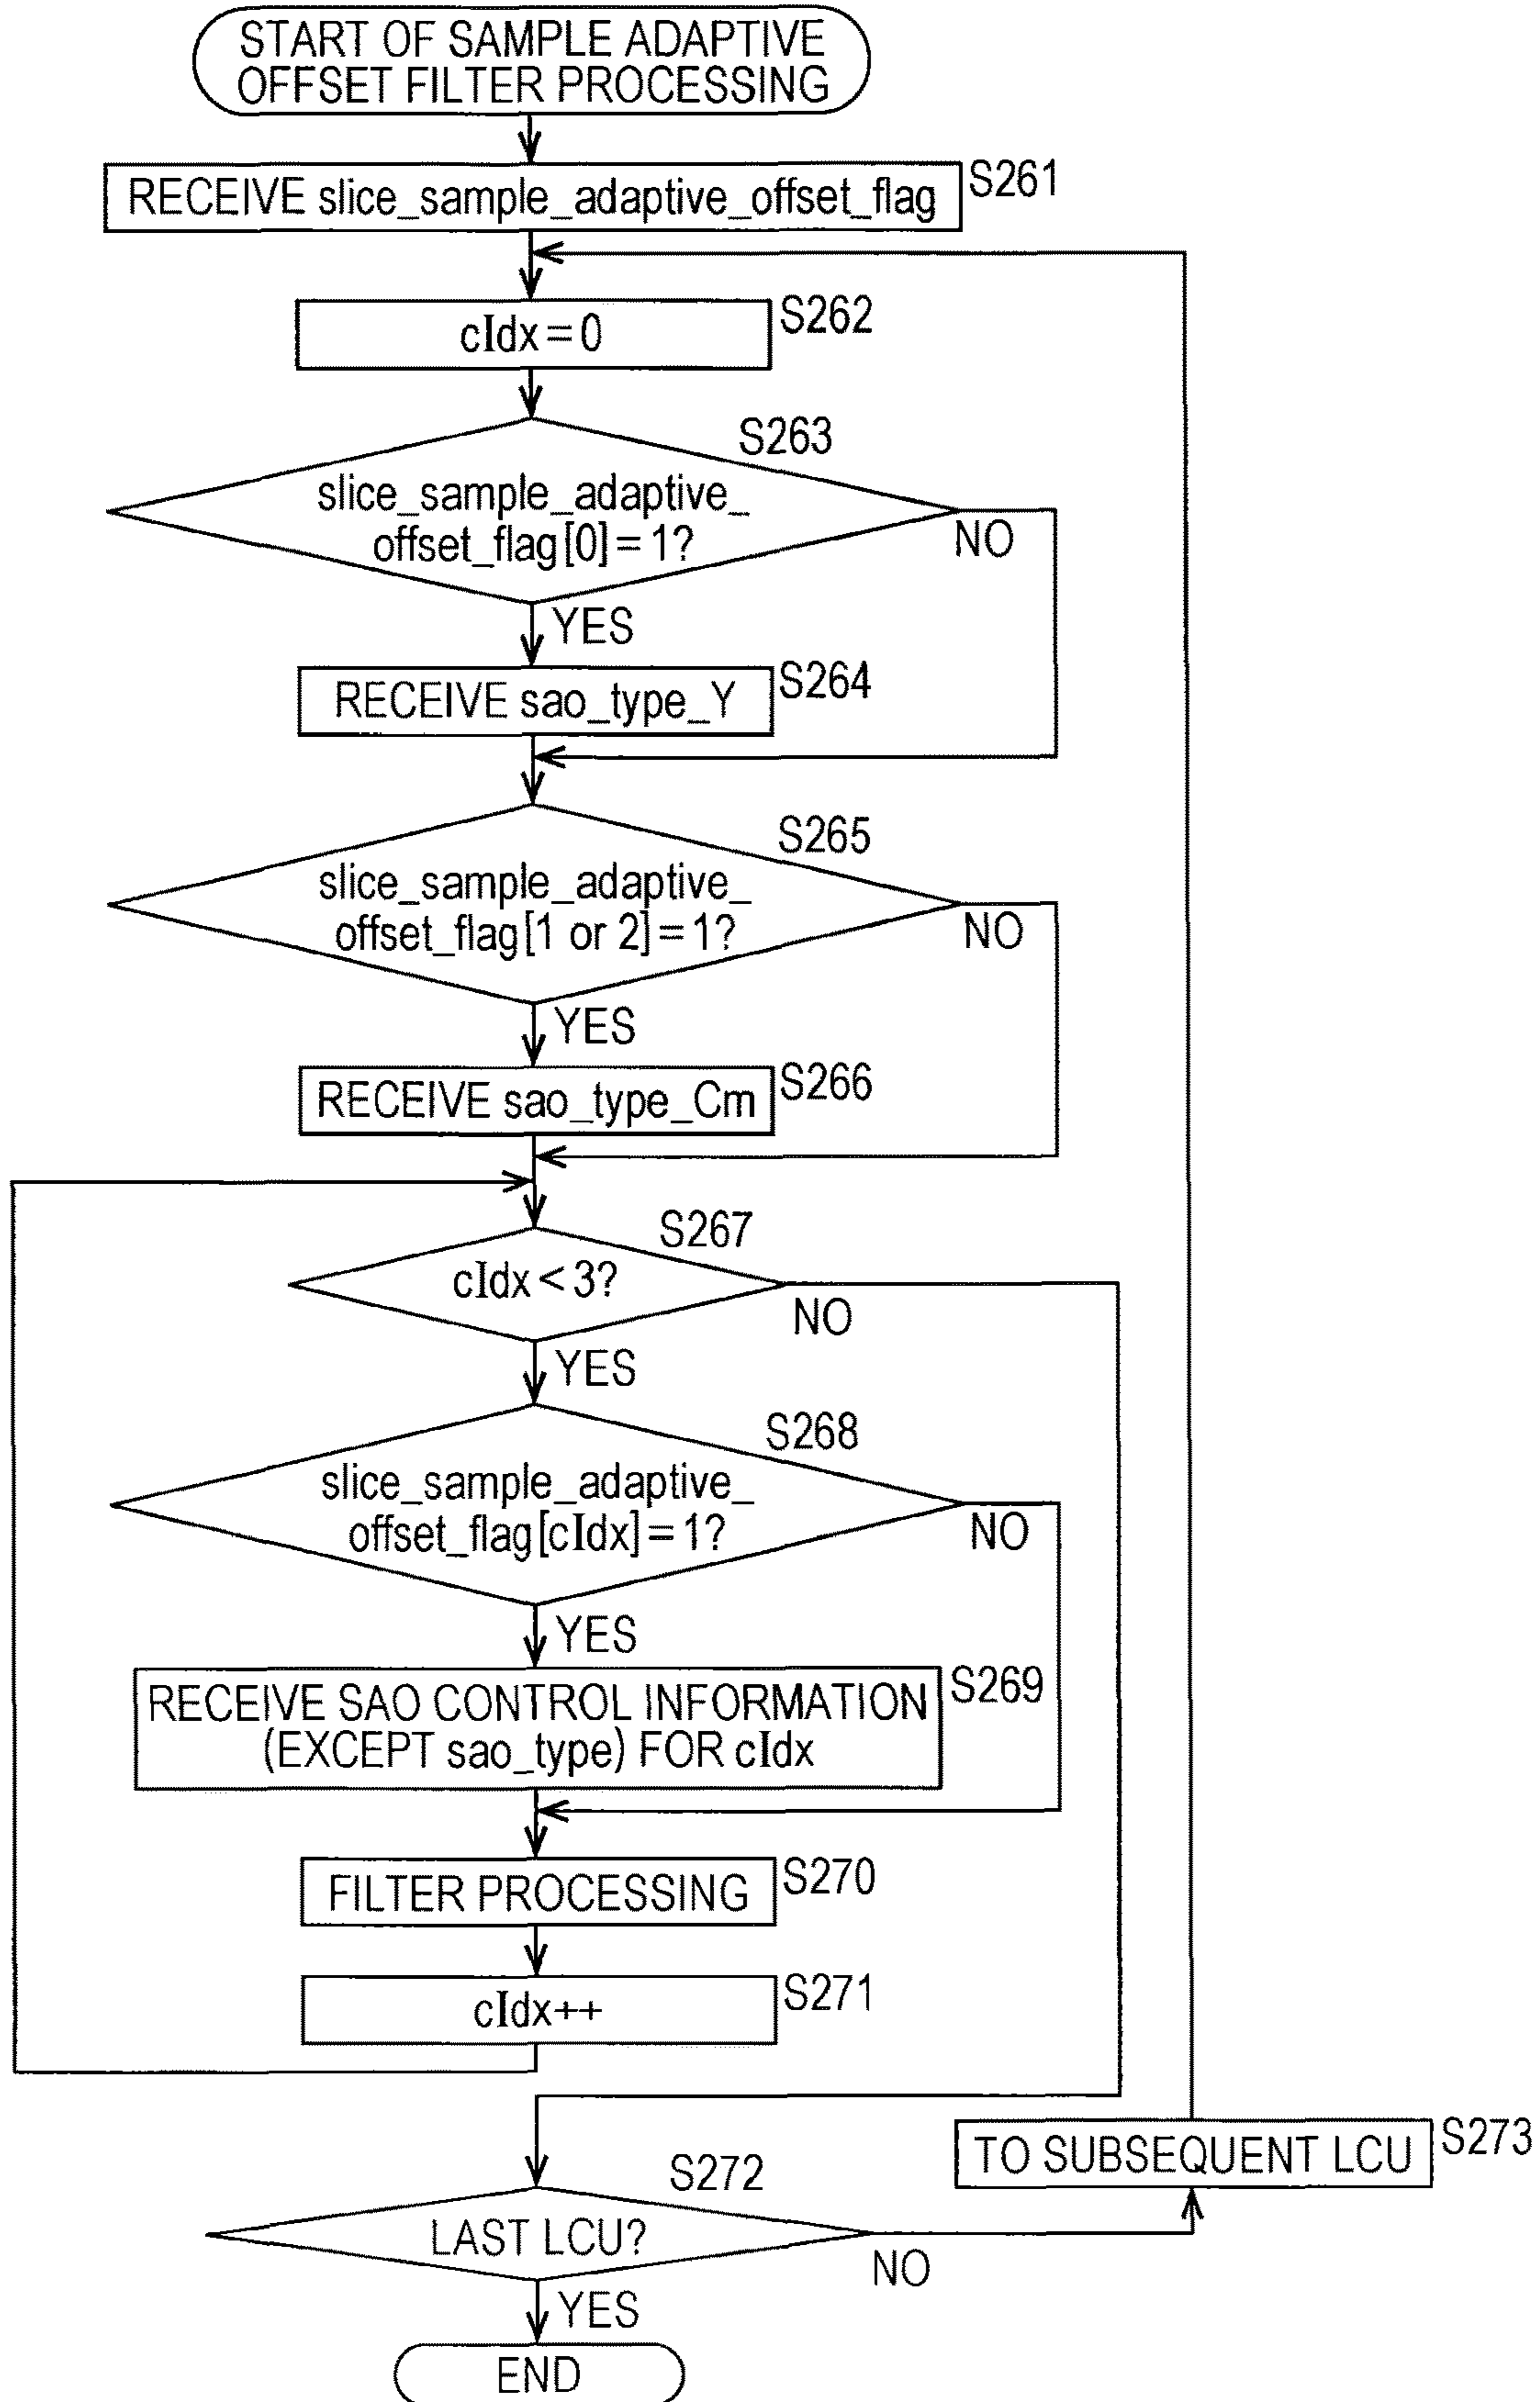 START OF SAMPLE ADAPTIVE
OFFSET FILTER PROCESSING
RECEIVE slice_sample_adaptive_offset_flag
S261
cIdx=0
S262
S263
slice_sample_adaptive_
offset_flag[0]=1?
NO
YES
RECEIVE sao_type_Y
S264
S265
slice_sample_adaptive_
offset_flag[1 or 2]=1?
NO
YES
RECEIVE sao_type_Cm
S266
S267
cIdx<3?
NO
YES
S268
slice_sample_adaptive_
offset_flag[cIdx]=1?
NO
YES
RECEIVE SAO CONTROL INFORMATION
(EXCEPT sao_type) FOR cIdx
S269
FILTER PROCESSING
S270
cIdx++
S271
TO SUBSEQUENT LCU
S273
S272
LAST LCU?
NO
YES
END